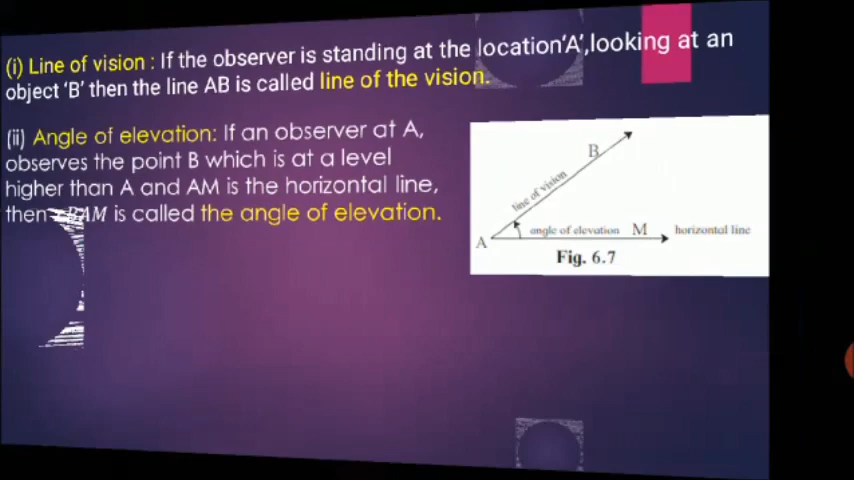 (i) Line of vision : If the observer is standing at the location‘A’,looking at an
object ‘B’ then the line AB is called line of the vision.
(ii) Angle of elevation: If an observer at A,
observes the point B which is at a level
higher than A and AM is the horizontal line,
then ∠BAM is called the angle of elevation.
B
line of vision
A
angle of elevation
M
horizontal line
Fig. 6.7